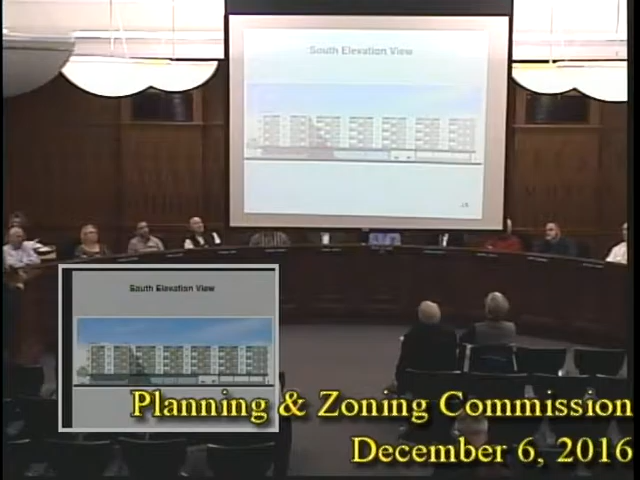 South Elevation View
South Elevation View
Planning & Zoning Commission
December 6, 2016